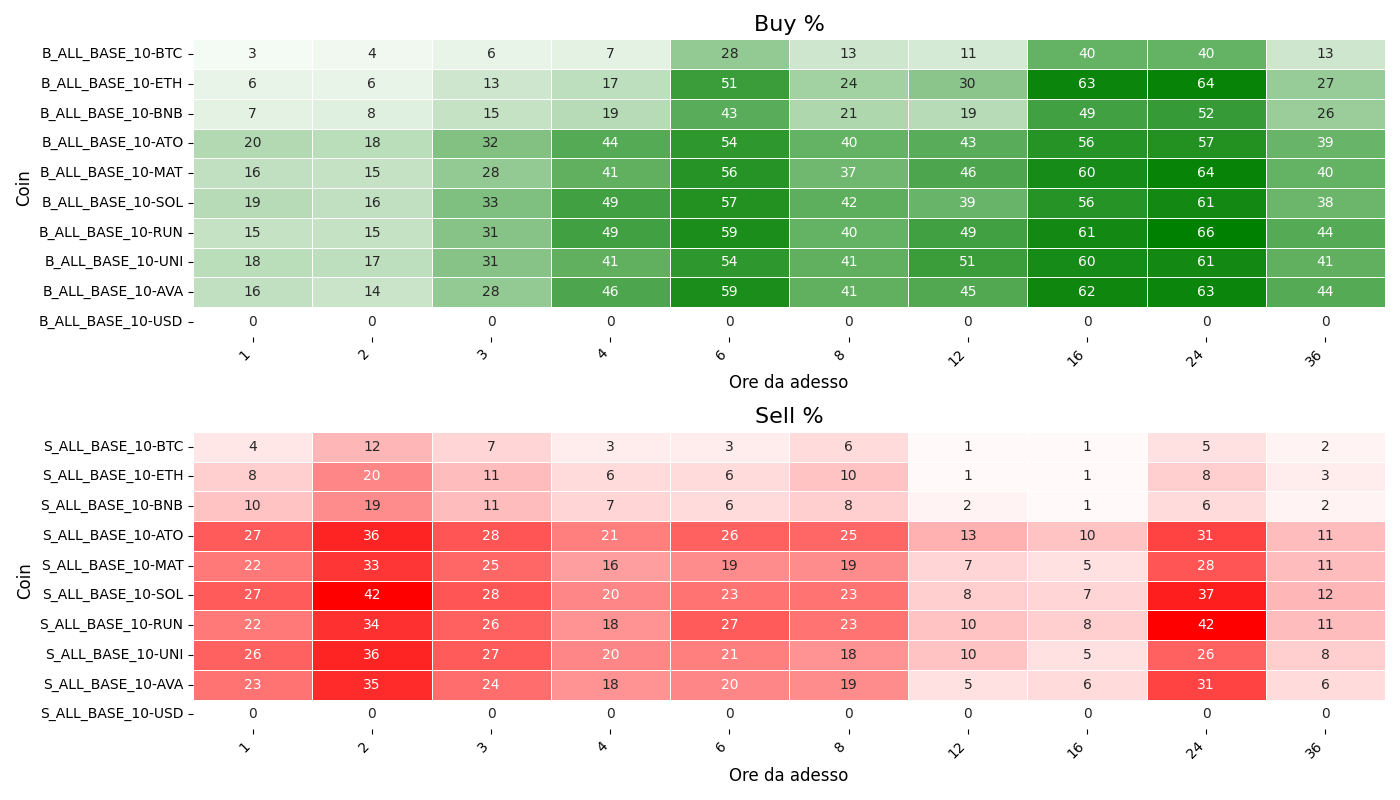 Buy %
Coin
B_ALL_BASE_10-BTC 3 4 6 7 28 13 11 40 40 13
B_ALL_BASE_10-ETH 6 6 13 17 51 24 30 63 64 27
B_ALL_BASE_10-BNB 7 8 15 19 43 21 19 49 52 26
B_ALL_BASE_10-ATO 20 18 32 44 54 40 43 56 57 39
B_ALL_BASE_10-MAT 16 15 28 41 56 37 46 60 64 40
B_ALL_BASE_10-SOL 19 16 33 49 57 42 39 56 61 38
B_ALL_BASE_10-RUN 15 15 31 49 59 40 49 61 66 44
B_ALL_BASE_10-UNI 18 17 31 41 54 41 51 60 61 41
B_ALL_BASE_10-AVA 16 14 28 46 59 41 45 62 63 44
B_ALL_BASE_10-USD 0 0 0 0 0 0 0 0 0 0
1 2 3 4 6 8 12 16 24 36
Ore da adesso
Sell %
Coin
S_ALL_BASE_10-BTC 4 12 7 3 3 6 1 1 5 2
S_ALL_BASE_10-ETH 8 20 11 6 6 10 1 1 8 3
S_ALL_BASE_10-BNB 10 19 11 7 6 8 2 1 6 2
S_ALL_BASE_10-ATO 27 36 28 21 26 25 13 10 31 11
S_ALL_BASE_10-MAT 22 33 25 16 19 19 7 5 28 11
S_ALL_BASE_10-SOL 27 42 28 20 23 23 8 7 37 12
S_ALL_BASE_10-RUN 22 34 26 18 27 23 10 8 42 11
S_ALL_BASE_10-UNI 26 36 27 20 21 18 10 5 26 8
S_ALL_BASE_10-AVA 23 35 24 18 20 19 5 6 31 6
S_ALL_BASE_10-USD 0 0 0 0 0 0 0 0 0 0
1 2 3 4 6 8 12 16 24 36
Ore da adesso